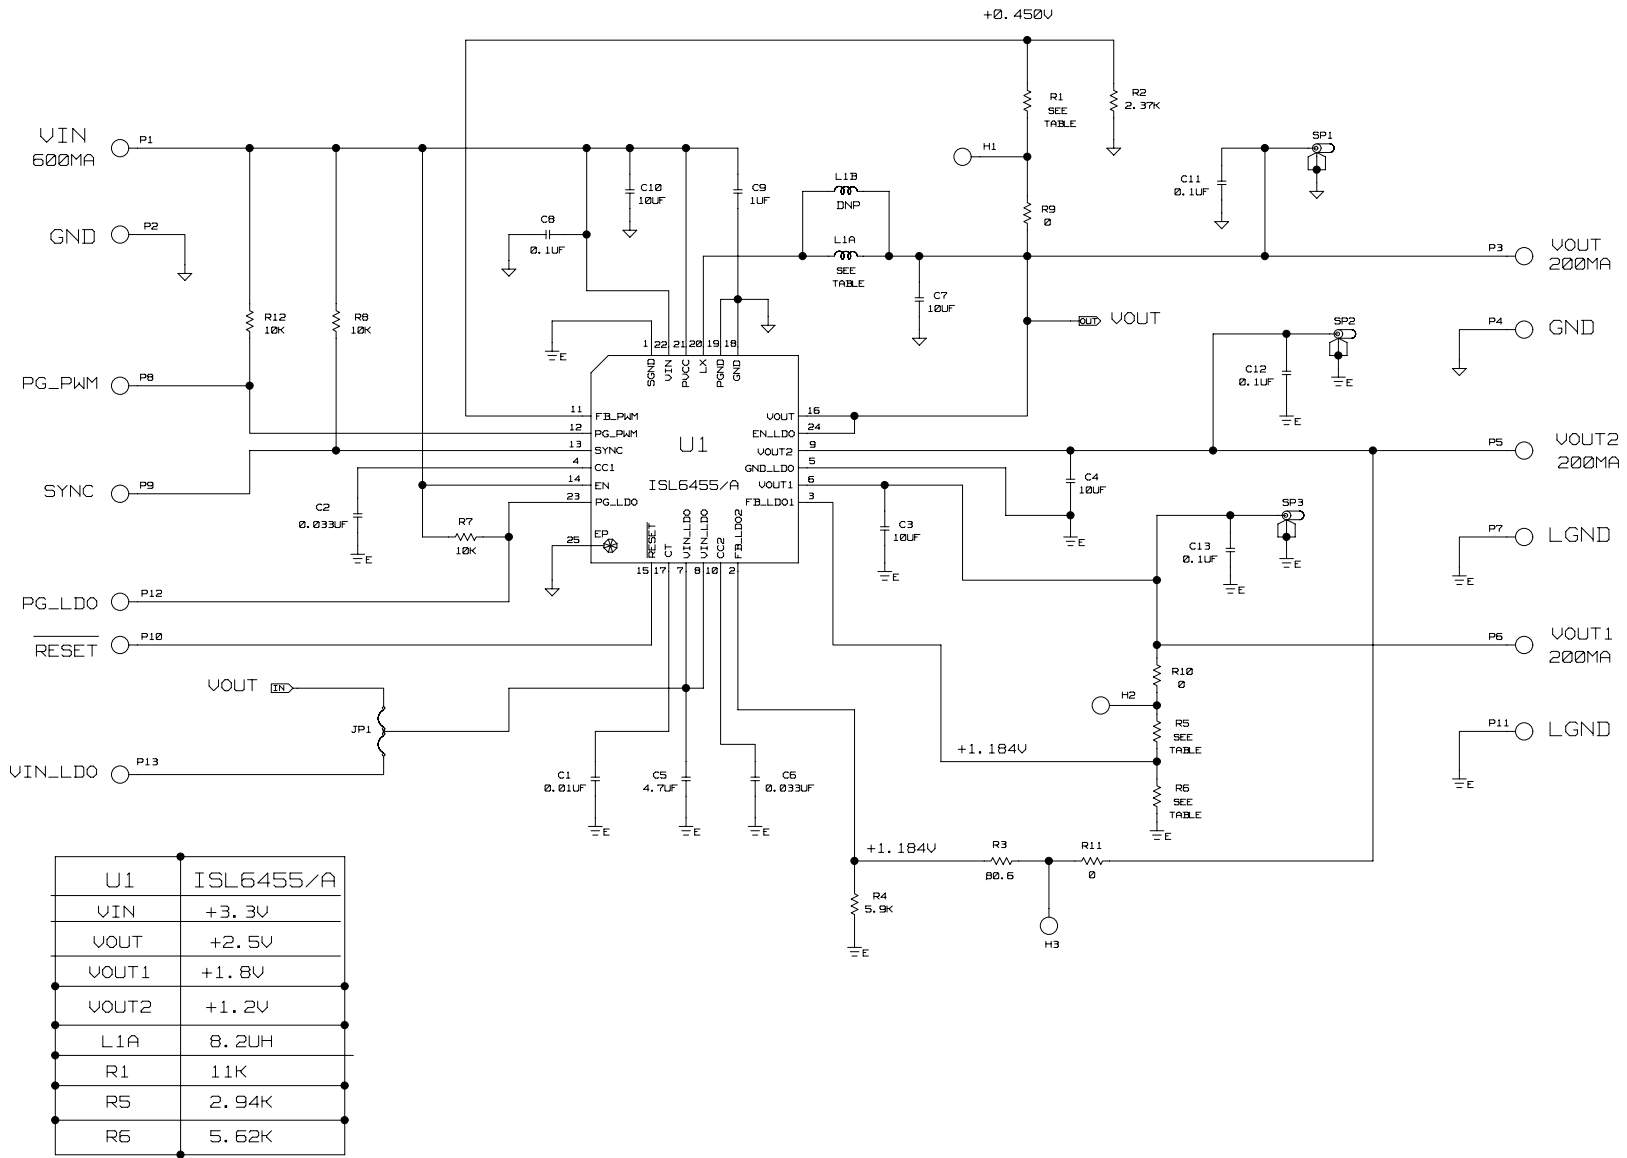 +0.450V
R1
SEE
TABLE
R2
2.37K
VIN
600MA
P1
H1
SP1
C10
10UF
C9
1UF
L1B
DNP
C11
0.1UF
R9
0
GND
P2
C8
0.1UF
L1A
SEE
TABLE
P3
VOUT
200MA
C7
10UF
R12
10K
R8
10K
OUT
VOUT
SP2
P4
GND
E
1
22
21
20
19
18
SGND
VIN
PVCC
LX
PGND
GND
C12
0.1UF
E
PG_PWM
P8
E
11
FB_PWM
VOUT
16
12
PG_PWM
EN_LDO
24
13
SYNC
U1
VOUT2
9
P5
VOUT2
200MA
4
CC1
GND_LDO
5
14
EN
ISL6455/A
VOUT1
6
23
PG_LDO
FB_LDO1
3
SYNC
P9
C2
0.033UF
E
R7
10K
EP
25
RESET
CT
VIN_LDO
VIN_LDO
CC2
FB_LDO2
15
17
7
8
10
2
C4
10UF
E
C3
10UF
E
SP3
C13
0.1UF
E
E
P7
LGND
E
PG_LDO
P12
RESET
P10
P6
VOUT1
200MA
R10
0
H2
R5
SEE
TABLE
VOUT
IN
JP1
+1.184V
P11
LGND
E
VIN_LDO
P13
C1
0.01UF
E
C5
4.7UF
E
C6
0.033UF
E
R6
SEE
TABLE
E
+1.184V
R3
80.6
R11
0
R4
5.9K
E
H3
U1 ISL6455/A
VIN +3.3V
VOUT +2.5V
VOUT1 +1.8V
VOUT2 +1.2V
L1A 8.2UH
R1 11K
R5 2.94K
R6 5.62K